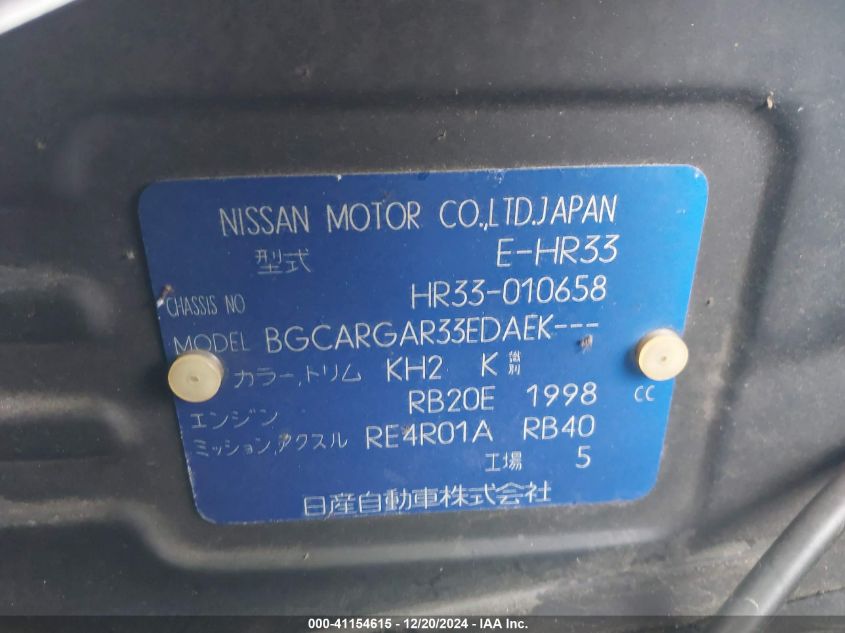 NISSAN MOTOR CO.,LTD.JAPAN
型式 E-HR33
CHASSIS NO HR33-010658
MODEL BGCARGAR33EDAEK---
カラー,トリム KH2 K 識別
エンジン RB20E 1998 CC
ミッション,アクスル RE4R01A RB40
工場 5
日産自動車株式会社
000-41154615 - 12/20/2024 - IAA Inc.